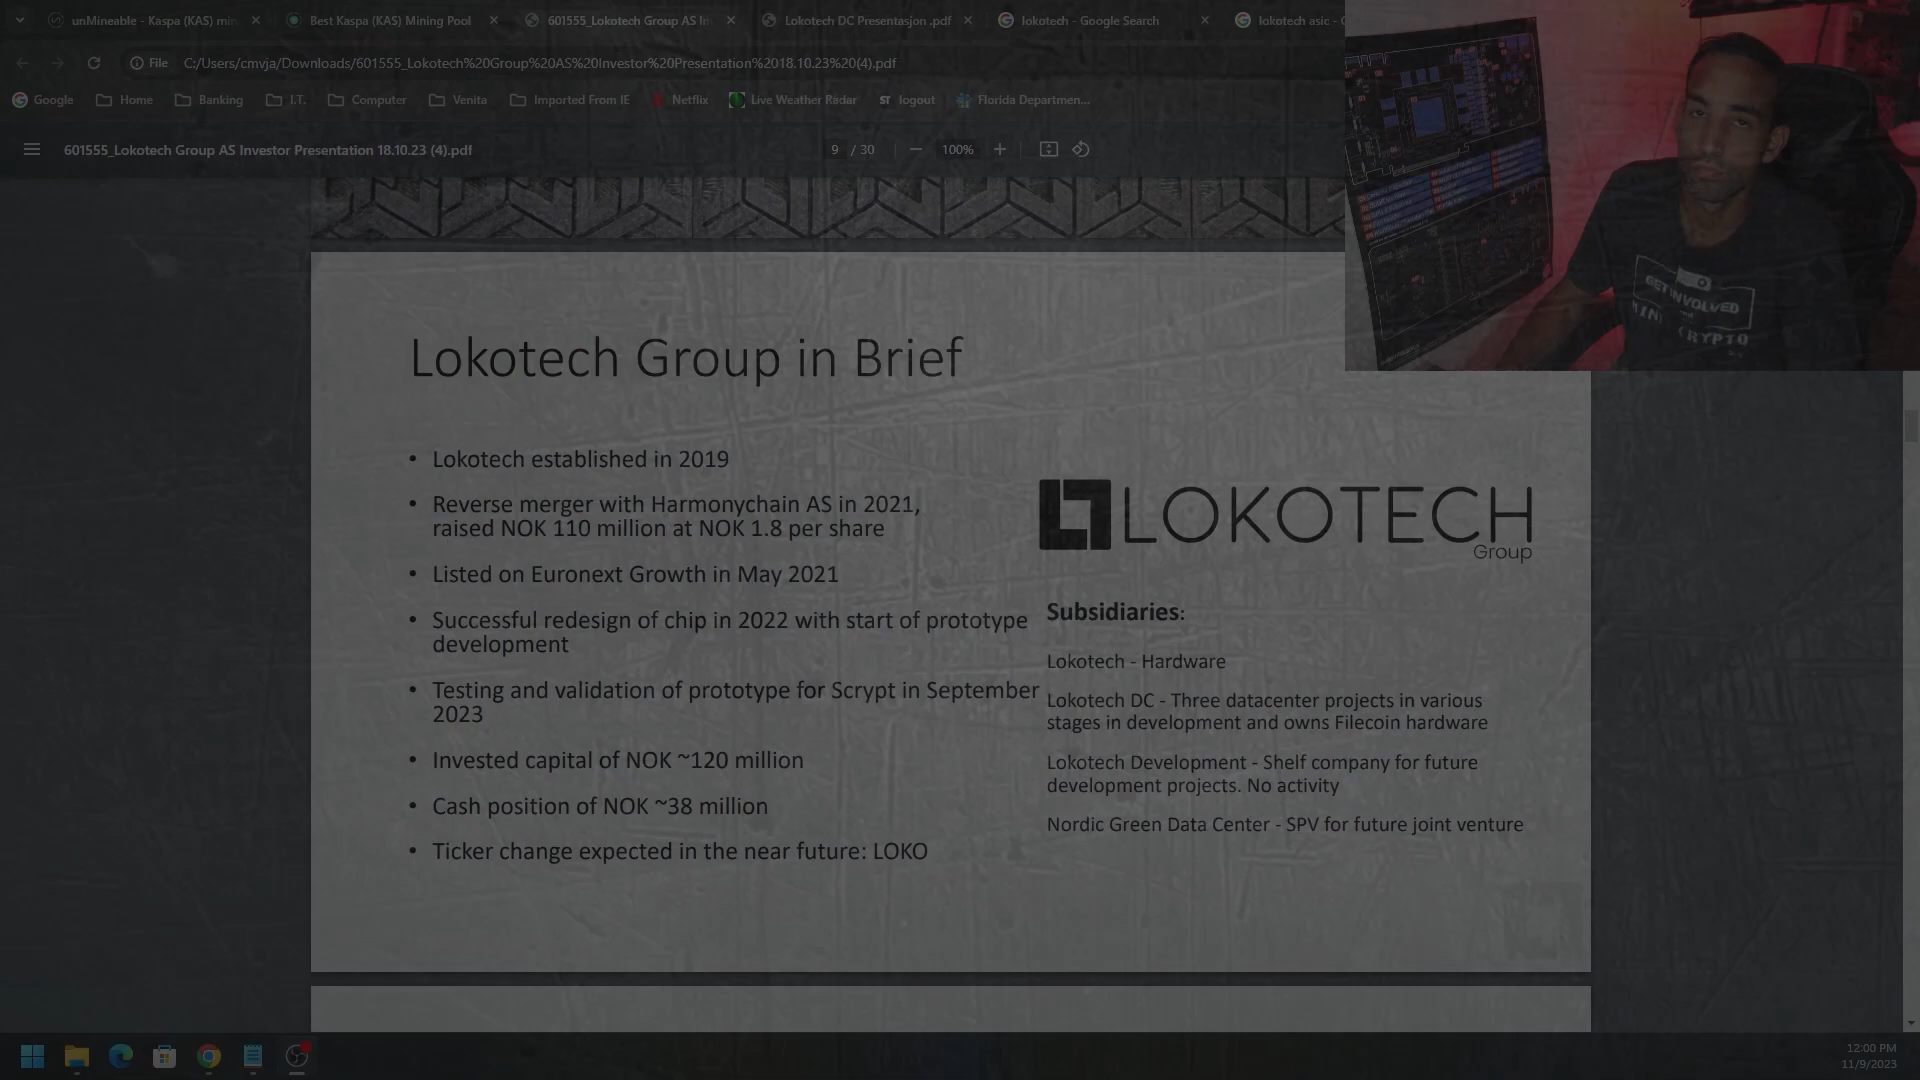 unMineable - Kaspa (KAS) min
Best Kaspa (KAS) Mining Pool
601555_Lokotech Group AS In
Lokotech DC Presentasjon .pdf
lokotech - Google Search
lokotech asic - G
File
C:/Users/cmvja/Downloads/601555_Lokotech%20Group%20AS%20Investor%20Presentation%2018.10.23%20(4).pdf
Google
Home
Banking
I.T.
Computer
Venita
Imported From IE
Netflix
Live Weather Radar
ST logout
Florida Departmen...
601555_Lokotech Group AS Investor Presentation 18.10.23 (4).pdf
9 / 30
100%
GET INVOLVED
Lokotech Group in Brief
• Lokotech established in 2019
• Reverse merger with Harmonychain AS in 2021,
raised NOK 110 million at NOK 1.8 per share
• Listed on Euronext Growth in May 2021
• Successful redesign of chip in 2022 with start of prototype
development
• Testing and validation of prototype for Scrypt in September
2023
• Invested capital of NOK ~120 million
• Cash position of NOK ~38 million
• Ticker change expected in the near future: LOKO
LOKOTECH
Group
Subsidiaries:
Lokotech - Hardware
Lokotech DC - Three datacenter projects in various
stages in development and owns Filecoin hardware
Lokotech Development - Shelf company for future
development projects. No activity
Nordic Green Data Center - SPV for future joint venture
12:00 PM
11/9/2023